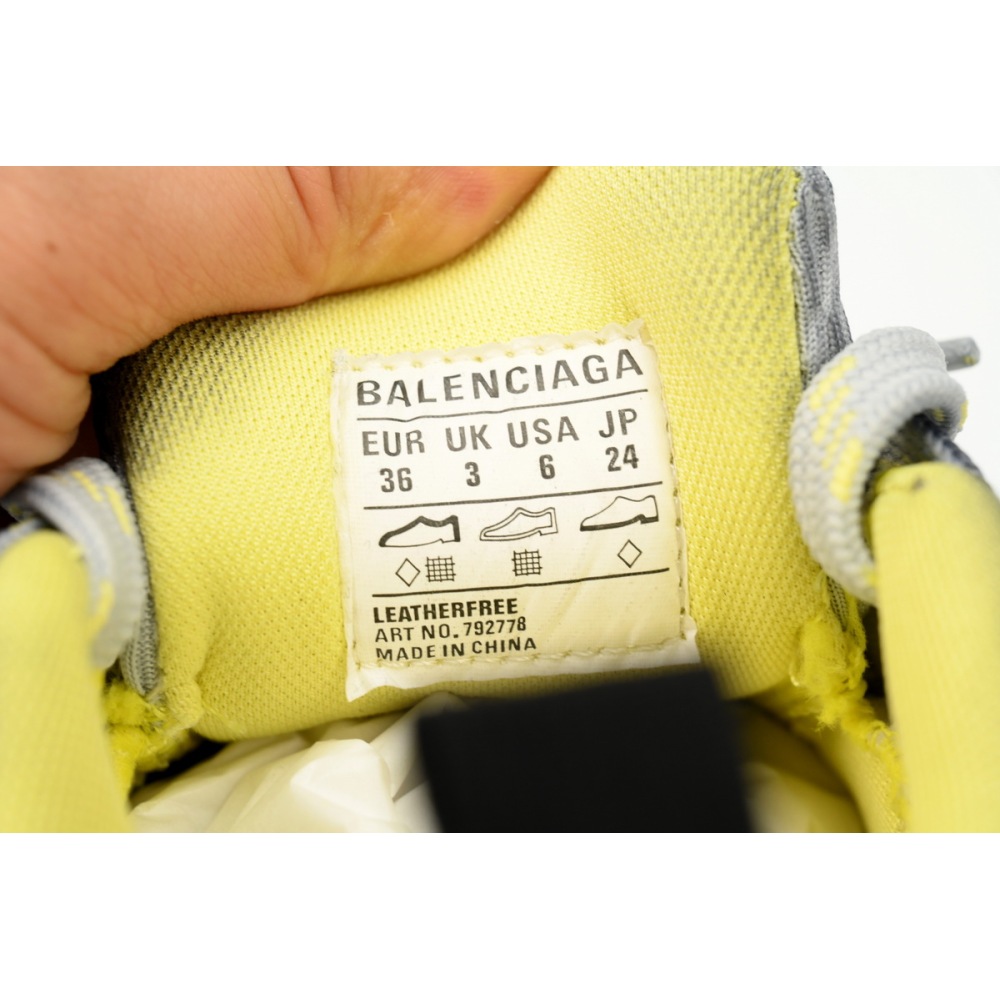 BALENCIAGA
EUR UK USA JP
36 3 6 24
LEATHERFREE
ART NO. 792778
MADE IN CHINA